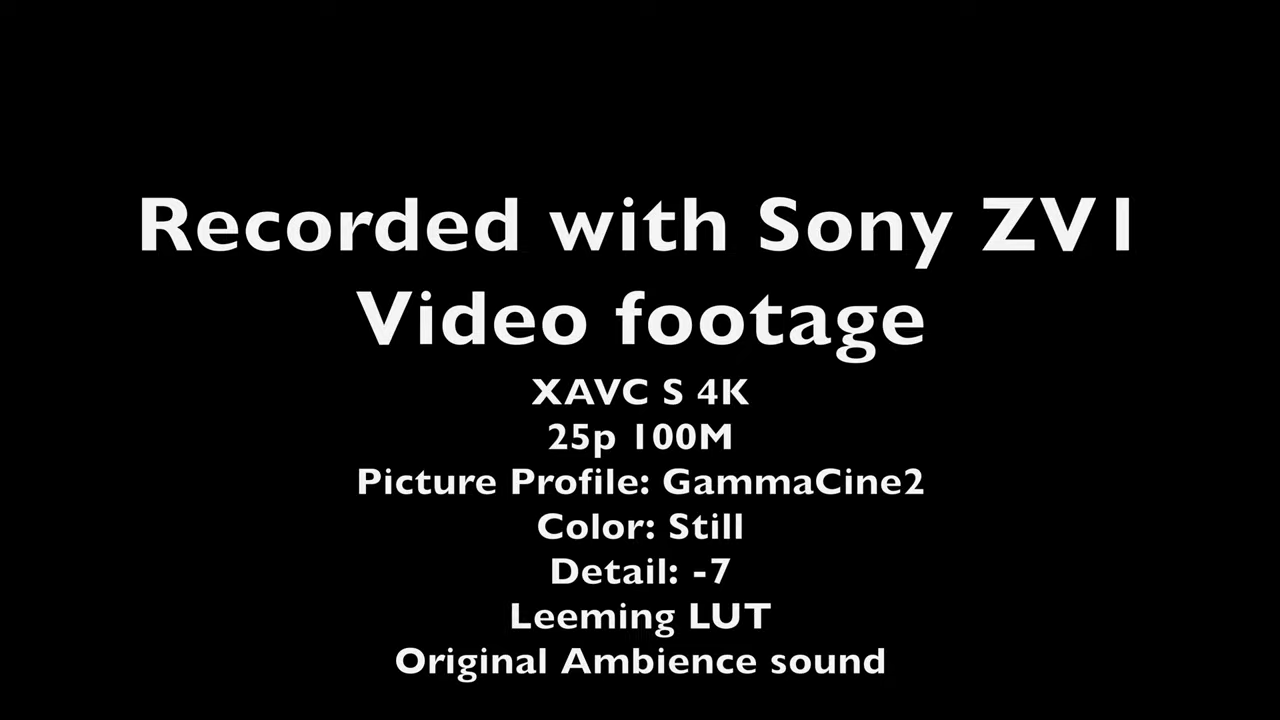 Recorded with Sony ZV1
Video footage
XAVC S 4K
25p 100M
Picture Profile: GammaCine2
Color: Still
Detail: -7
Leeming LUT
Original Ambience sound